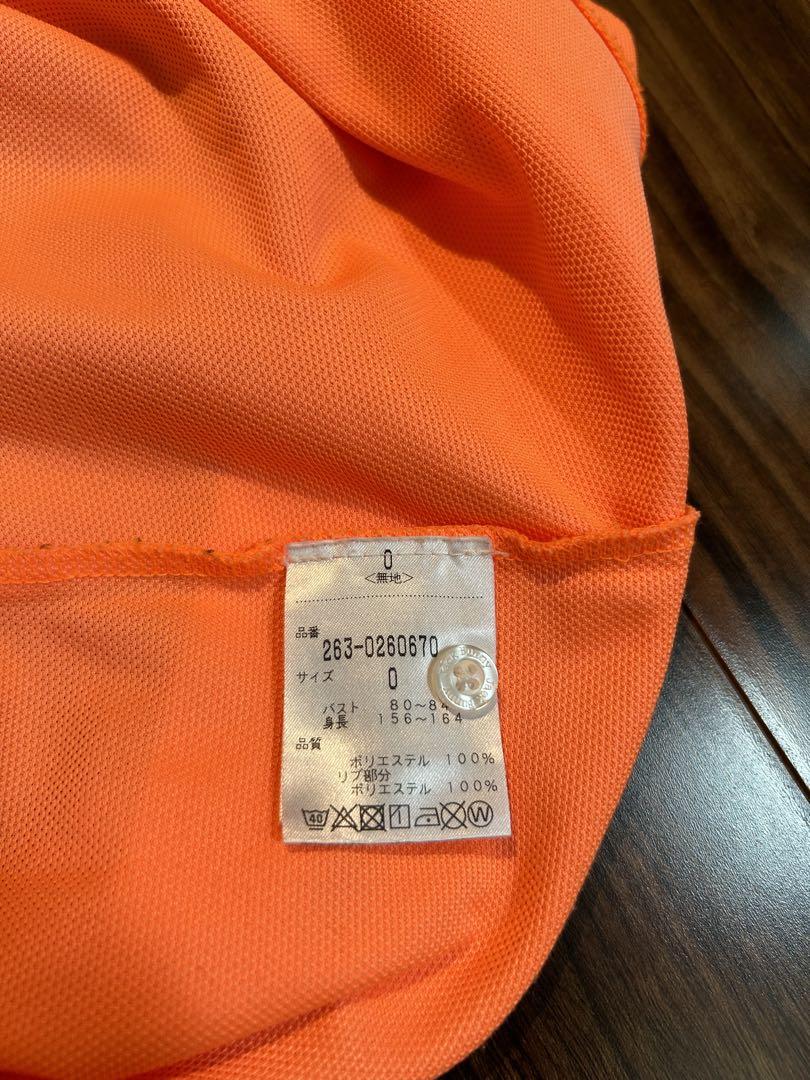 0
<無地>
品番
263-0260670
サイズ 0
バスト 80~84
身長 156~164
品質
ポリエステル 100%
リブ部分
ポリエステル 100%
40 W